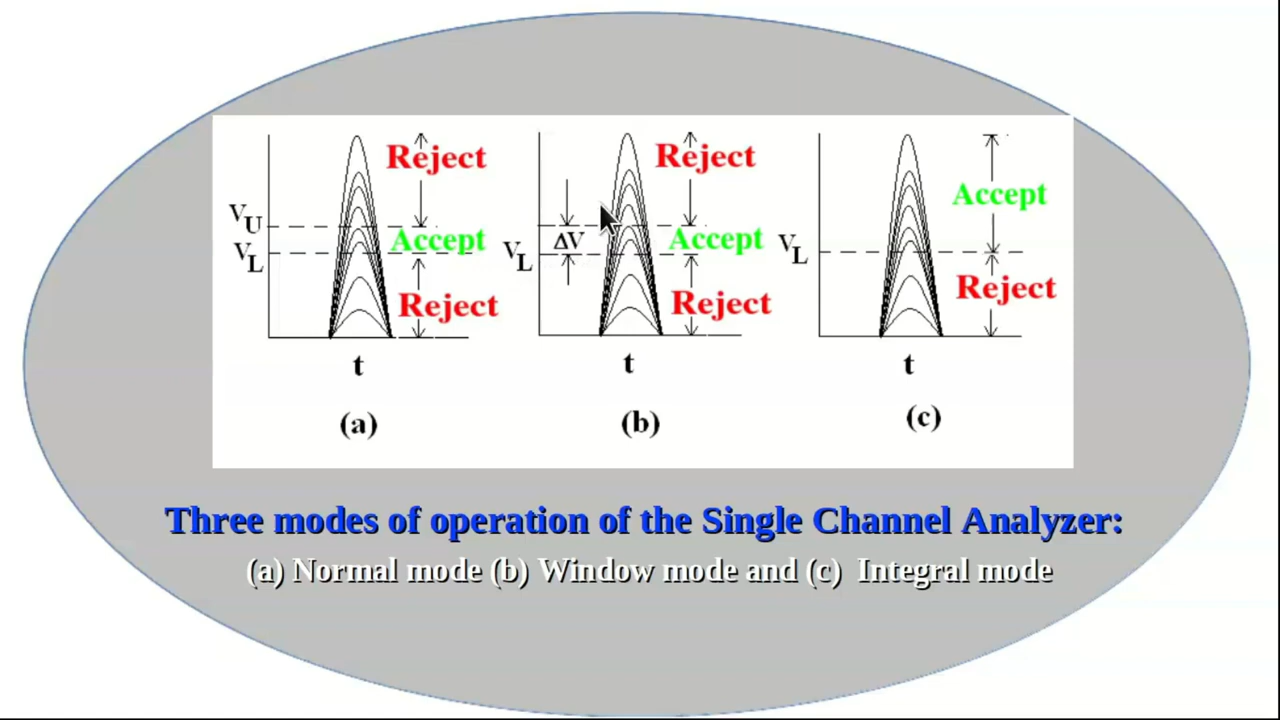 Reject Reject
Accept
V_U ΔV Accept Accept
V_L V_L V_L
Reject Reject Reject
t t t
(a) (b) (c)
Three modes of operation of the Single Channel Analyzer:
(a) Normal mode (b) Window mode and (c) Integral mode